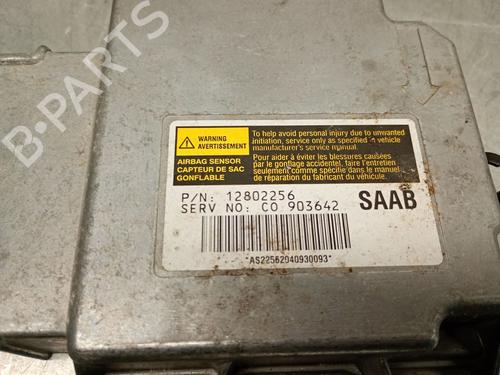 B-PARTS
WARNING
AVERTISSEMENT
AIRBAG SENSOR
CAPTEUR DE SAC
GONFLABLE
To help avoid personal injury due to unwanted
initiation, service only as specified in vehicle
manufacturer's service manual.
Pour aider à éviter les blessures causées
par le gonflage accidentel, faire l'entretien
seulement comme spécifié dans le manuel
de réparation du fabricant du véhicule.
P/N: 12802256
SERV NO: CO 903642
SAAB
*AS22562040930093*